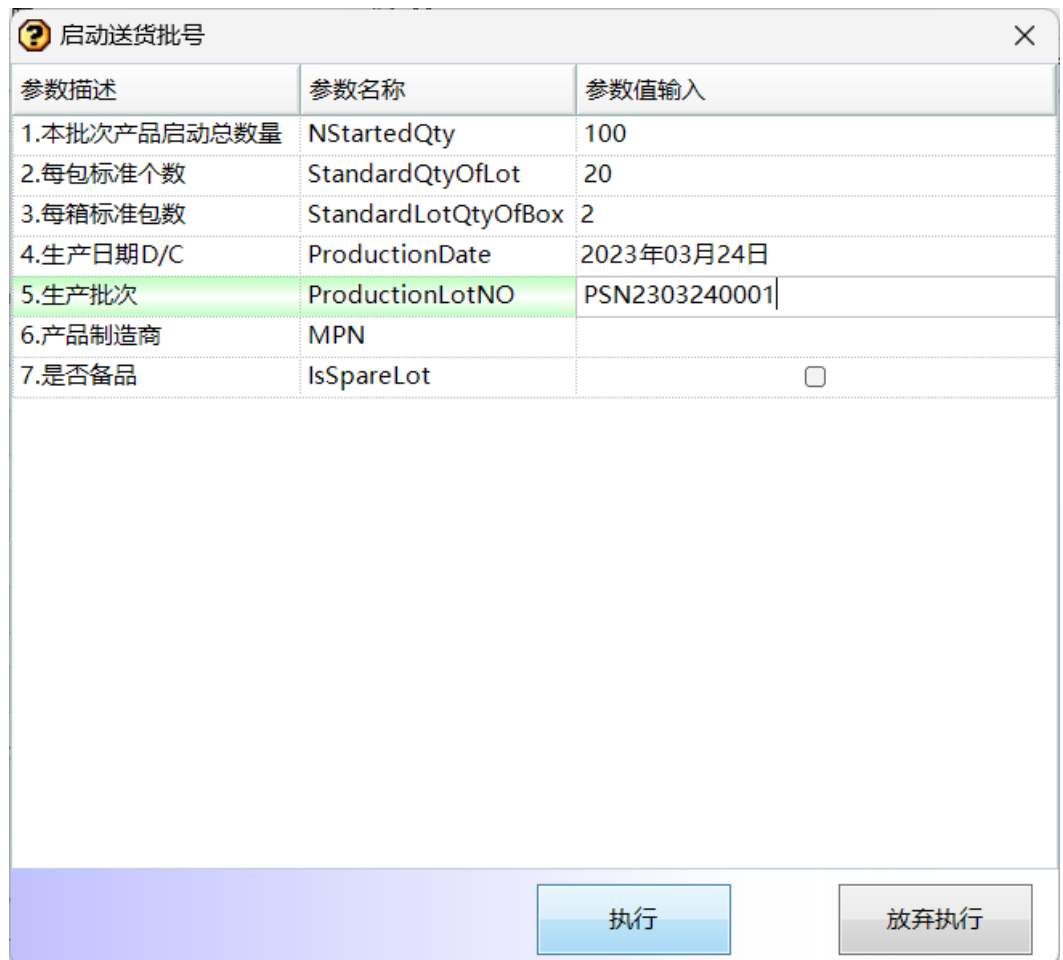 启动送货批号
参数描述 参数名称 参数值输入
1.本批次产品启动总数量 NStartedQty 100
2.每包标准个数 StandardQtyOfLot 20
3.每箱标准包数 StandardLotQtyOfBox 2
4.生产日期D/C ProductionDate 2023年03月24日
5.生产批次 ProductionLotNO PSN2303240001
6.产品制造商 MPN
7.是否备品 IsSpareLot
执行 放弃执行